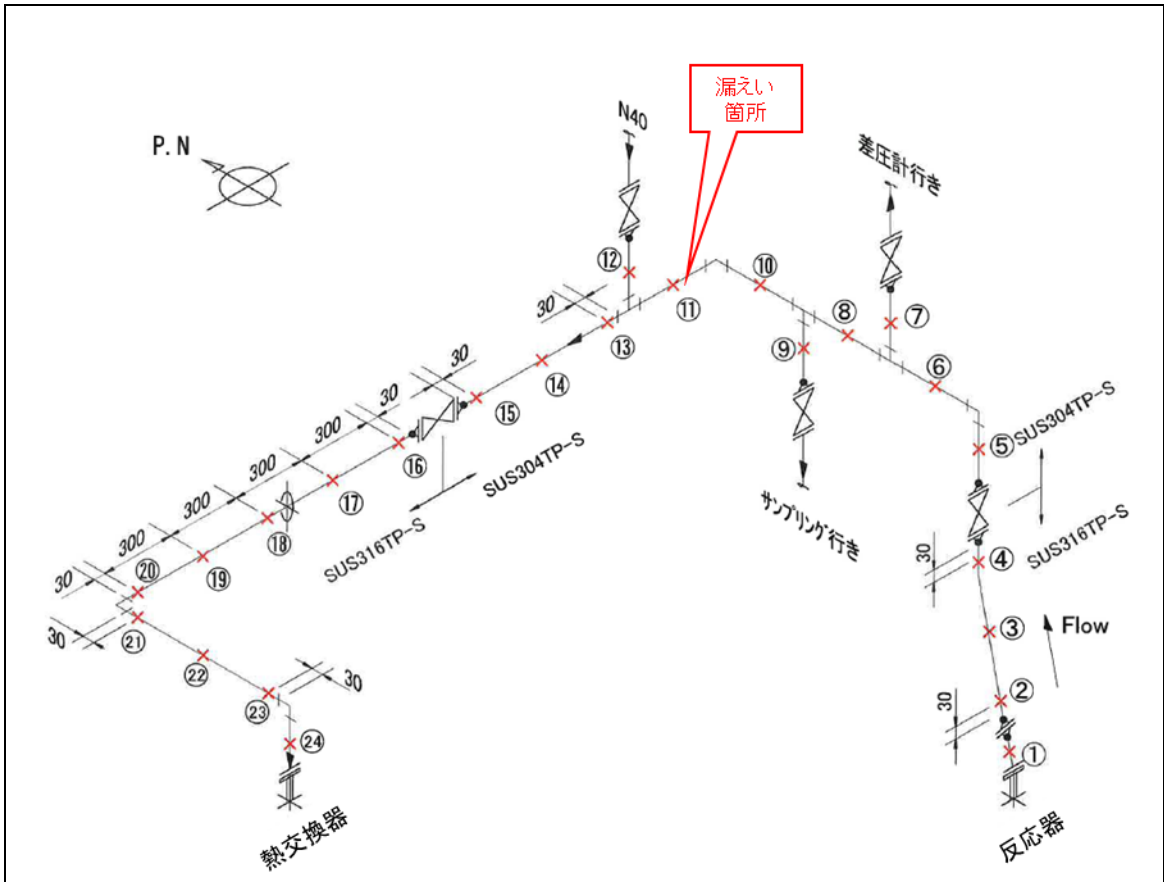 漏えい
箇所
N40
P.N
差圧計行き
⑫
⑪
⑩
30
⑬
⑧
⑦
⑨
⑥
⑭
30
⑮
30
300
⑯
SUS304TP-S
⑤
SUS304TP-S
300
⑰
サンプリング行き
300
⑱
SUS316TP-S
SUS316TP-S
300
⑲
30
④
30
⑳
30
㉑
③
Flow
㉒
30
㉓
②
30
㉔
①
熱交換器
反応器